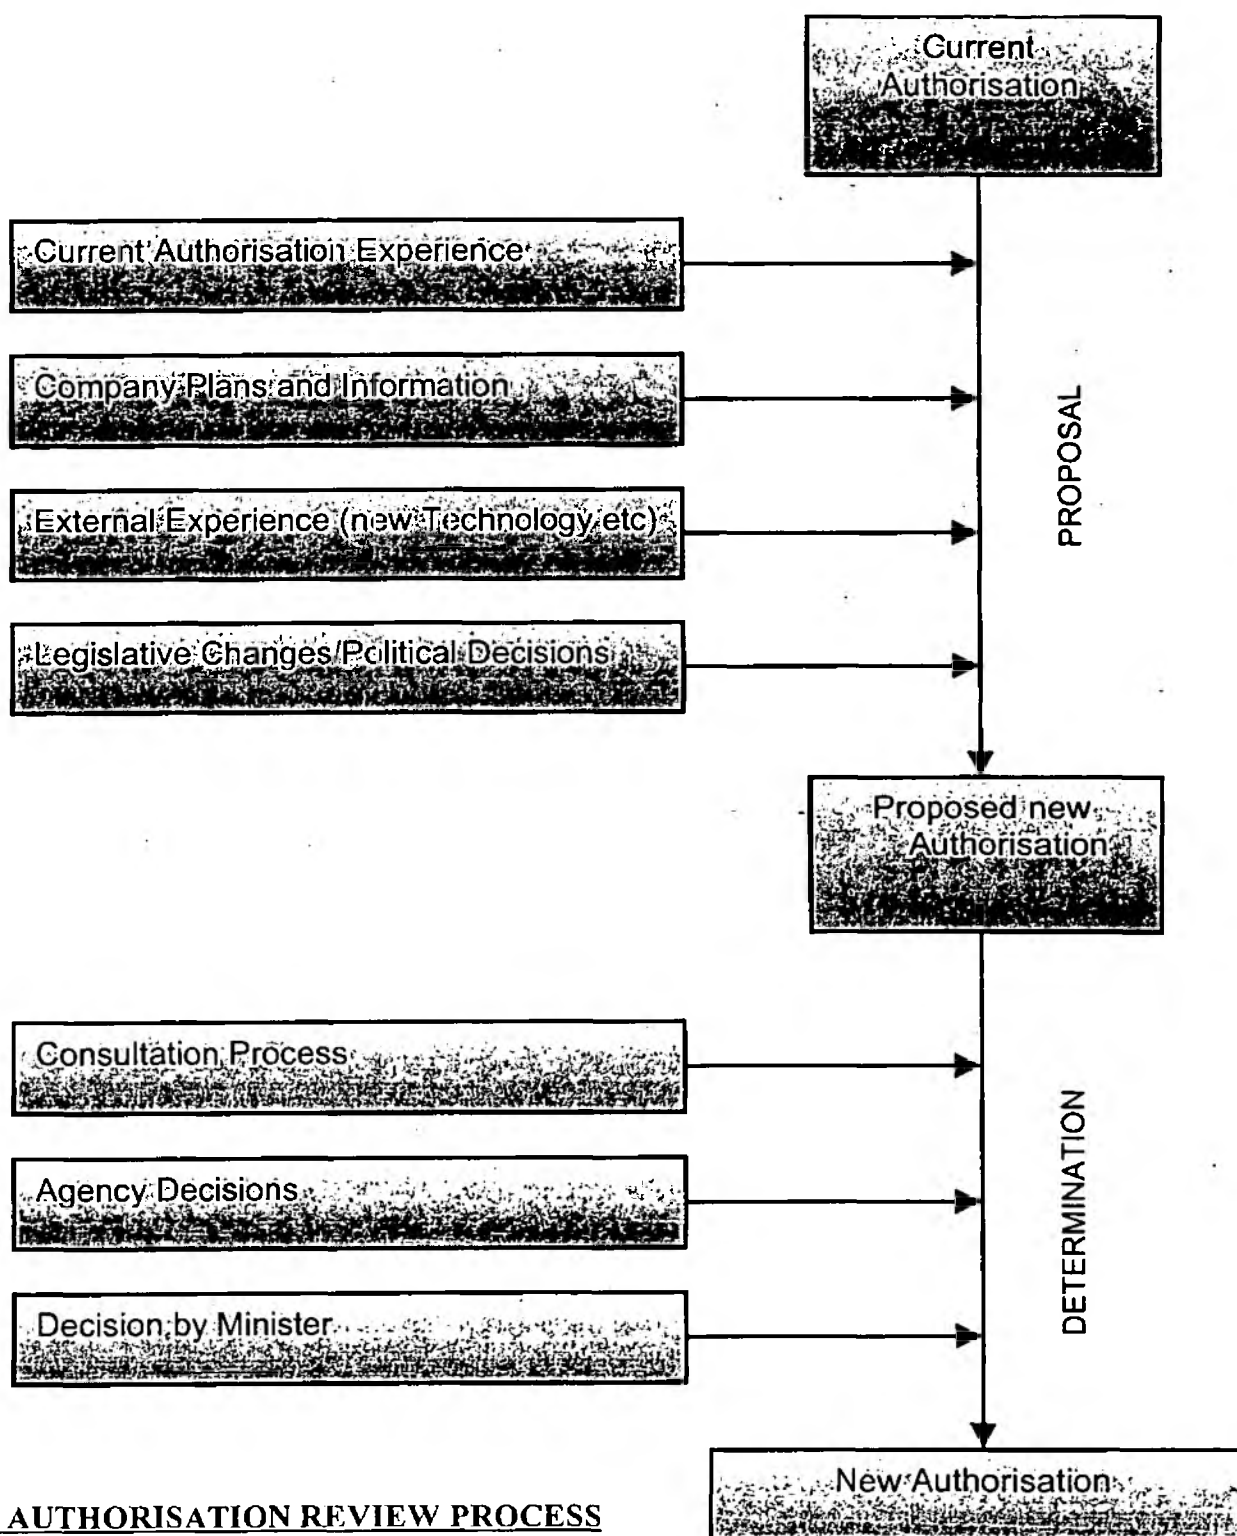 Current
Authorisation
Current Authorisation Experience
Company Plans and Information
External Experience (new Technology etc)
Legislative Changes/Political Decisions
PROPOSAL
Proposed new
Authorisation
Consultation Process
Agency Decisions
Decision by Minister
DETERMINATION
New Authorisation
AUTHORISATION REVIEW PROCESS